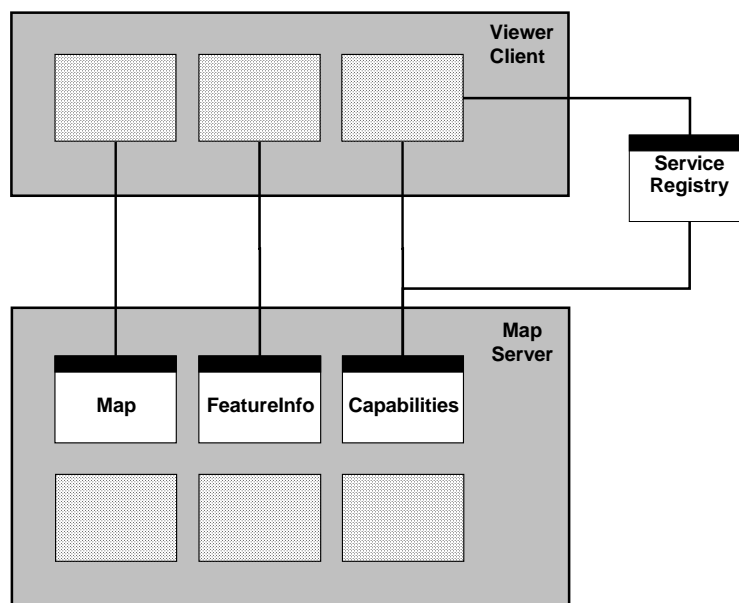 Viewer
Client
Service
Registry
Map
Server
Map
FeatureInfo
Capabilities